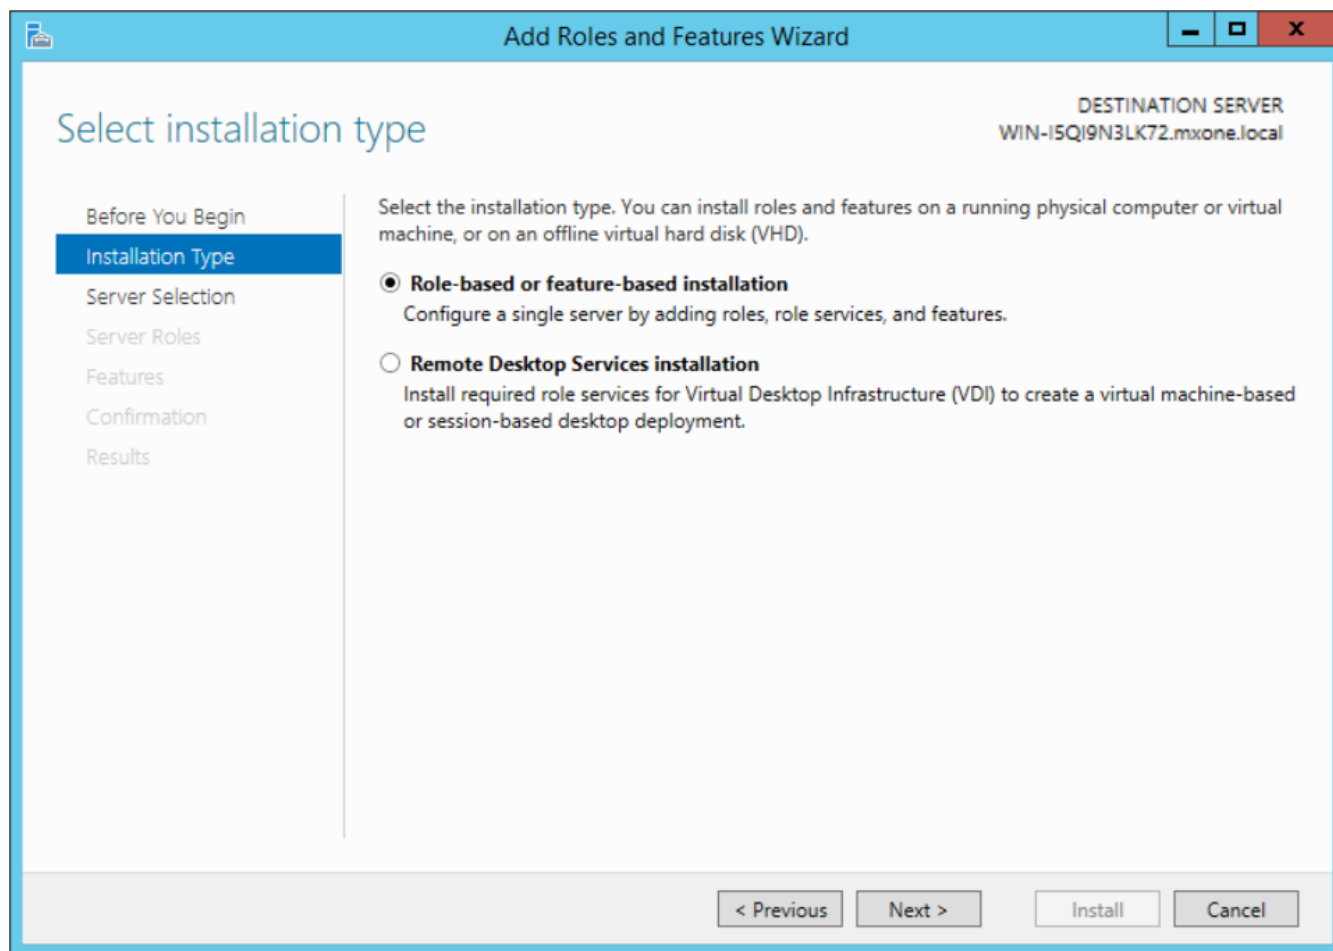 Add Roles and Features Wizard
Select installation type
DESTINATION SERVER
WIN-I5QI9N3LK72.mxone.local
Before You Begin
Installation Type
Server Selection
Server Roles
Features
Confirmation
Results
Select the installation type. You can install roles and features on a running physical computer or virtual
machine, or on an offline virtual hard disk (VHD).
Role-based or feature-based installation
Configure a single server by adding roles, role services, and features.
Remote Desktop Services installation
Install required role services for Virtual Desktop Infrastructure (VDI) to create a virtual machine-based
or session-based desktop deployment.
< Previous
Next >
Install
Cancel